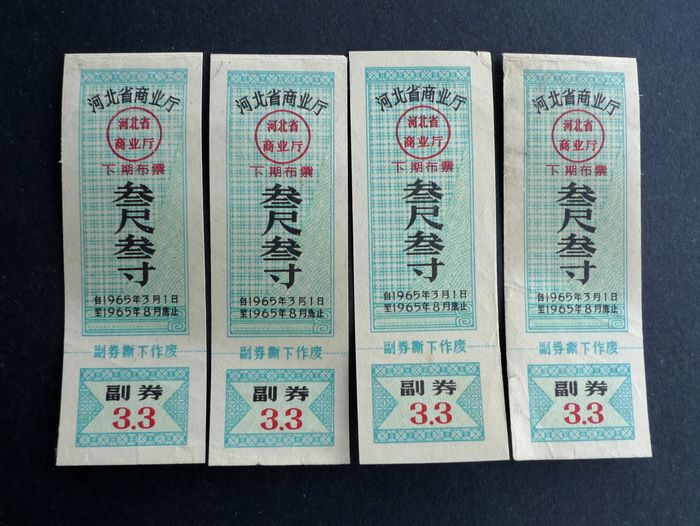 河北省商业厅
河北省
商业厅
下期布票
叁尺叁寸
自1965年3月1日
至1965年8月底止
副券撕下作废
副券
3.3
河北省商业厅
河北省
商业厅
下期布票
叁尺叁寸
自1965年3月1日
至1965年8月底止
副券撕下作废
副券
3.3
河北省商业厅
河北省
商业厅
下期布票
叁尺叁寸
自1965年3月1日
至1965年8月底止
副券撕下作废
副券
3.3
河北省商业厅
河北省
商业厅
下期布票
叁尺叁寸
自1965年3月1日
至1965年8月底止
副券撕下作废
副券
3.3